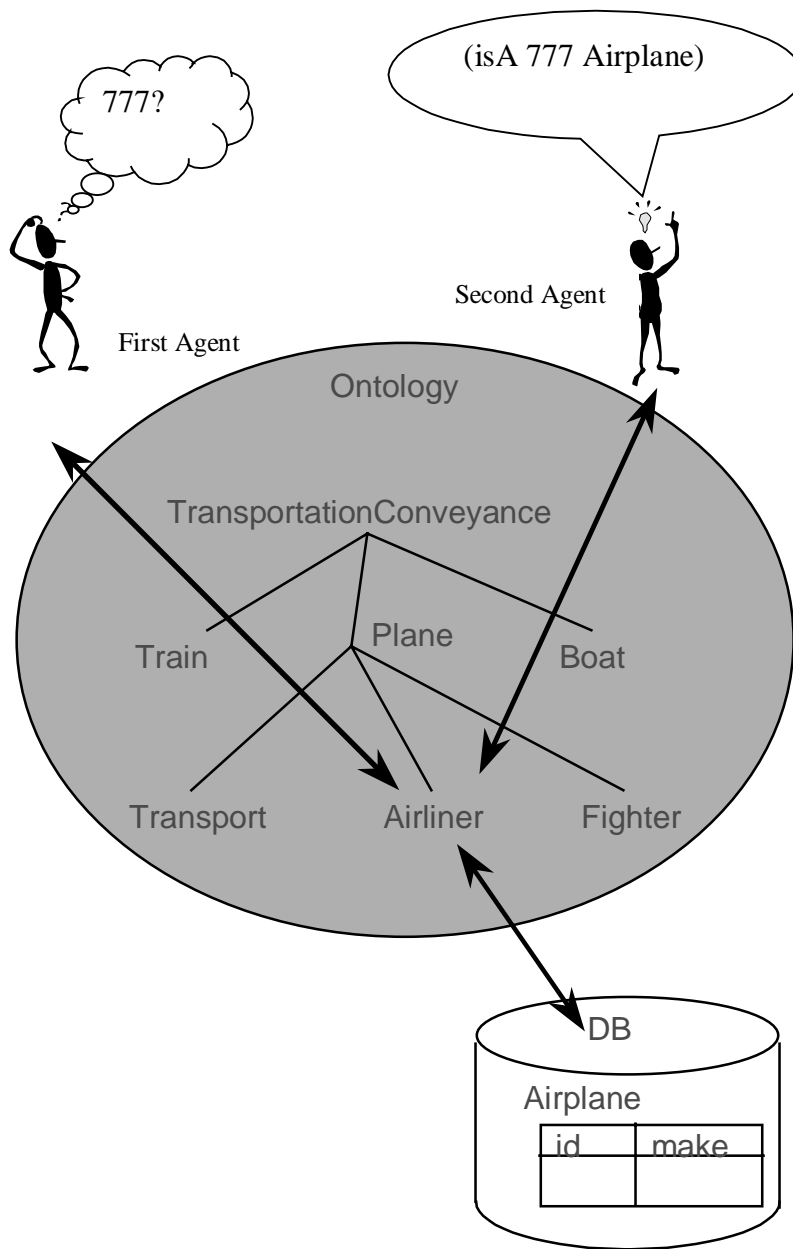 (isA 777 Airplane)
777?
Second Agent
First Agent
Ontology
TransportationConveyance
Train
Plane
Boat
Transport
Airliner
Fighter
DB
Airplane
id make